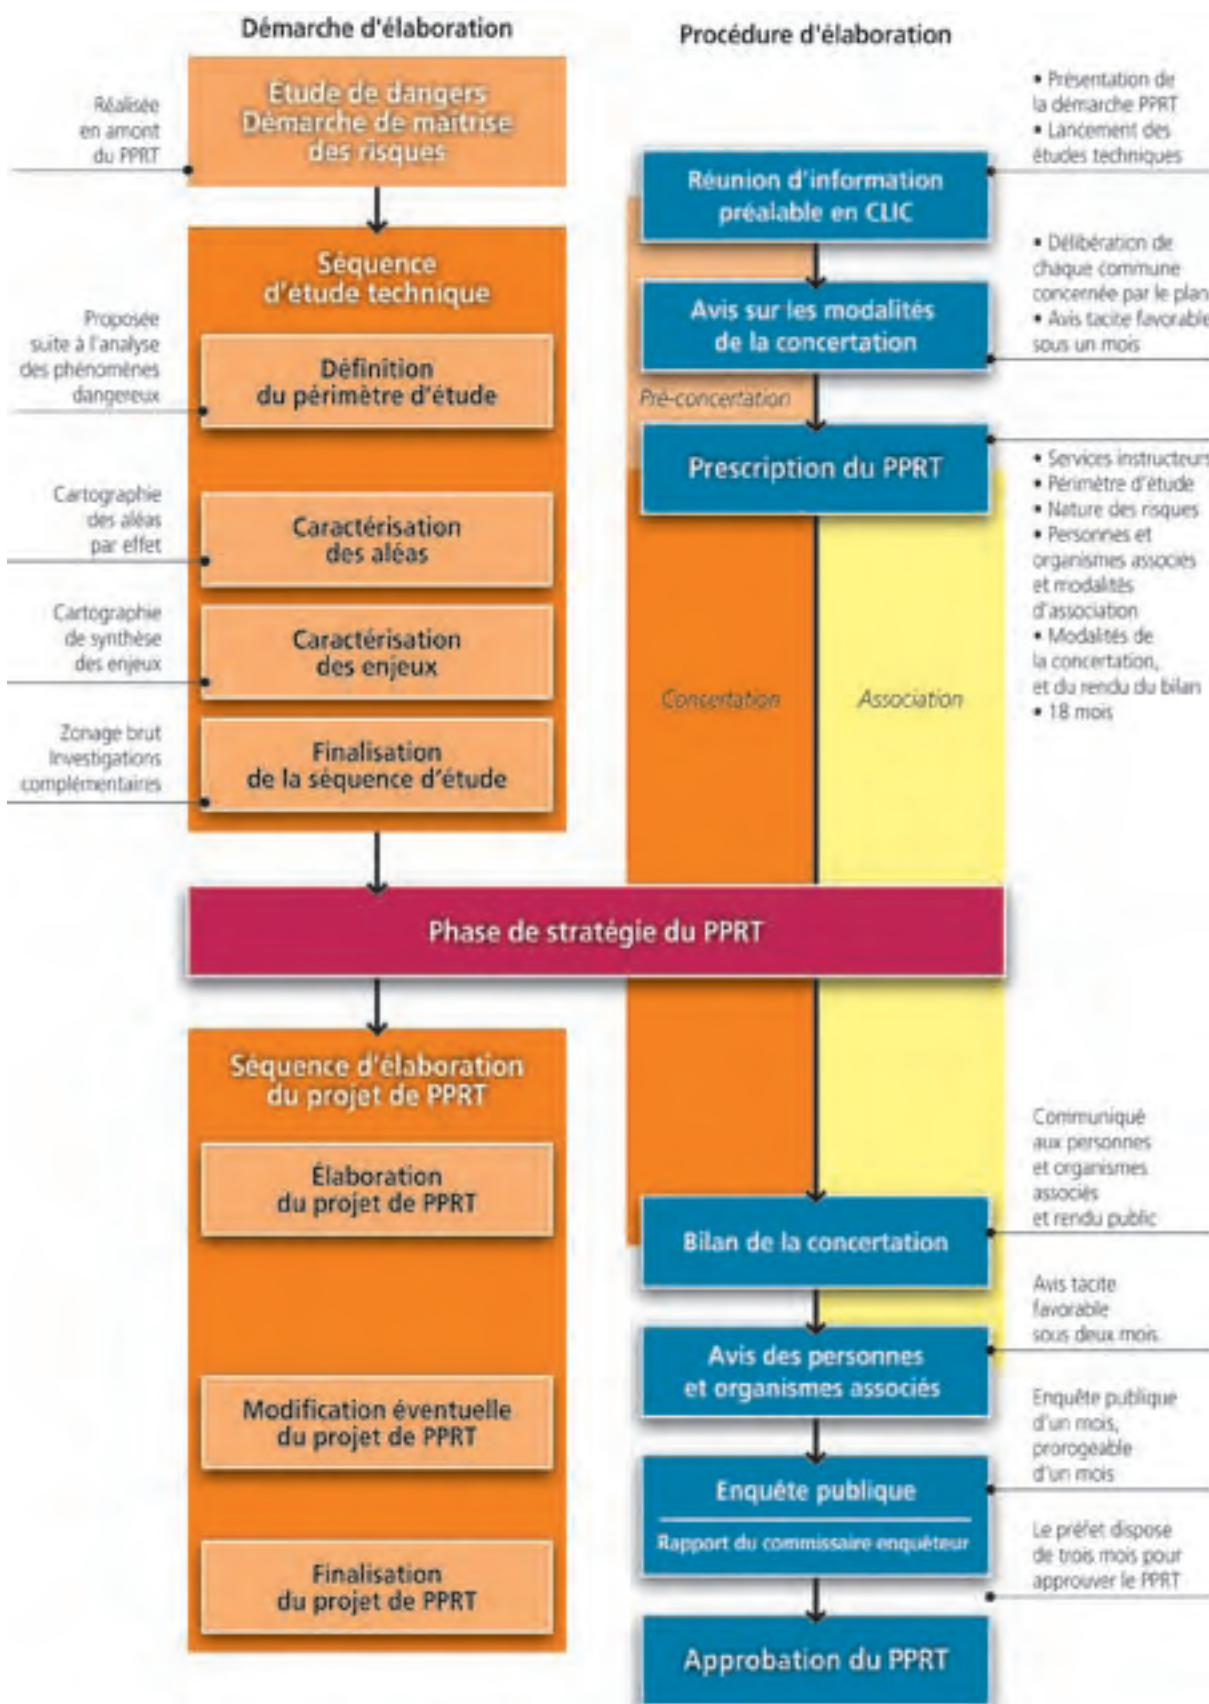 Démarche d'élaboration
Réalisée
en amont
du PPRT
Étude de dangers
Démarche de maîtrise
des risques
Séquence
d'étude technique
Proposée
suite à l'analyse
des phénomènes
dangereux
Définition
du périmètre d'étude
Cartographie
des aléas
par effet
Caractérisation
des aléas
Cartographie
de synthèse
des enjeux
Caractérisation
des enjeux
Zonage brut
Investigations
complémentaires
Finalisation
de la séquence d'étude
Phase de stratégie du PPRT
Séquence d'élaboration
du projet de PPRT
Élaboration
du projet de PPRT
Modification éventuelle
du projet de PPRT
Finalisation
du projet de PPRT
Procédure d'élaboration
Réunion d'information
préalable en CLIC
• Présentation de
la démarche PPRT
• Lancement des
études techniques
Avis sur les modalités
de la concertation
• Délibération de
chaque commune
concernée par le plan
• Avis tacite favorable
sous un mois
Pré-concertation
Prescription du PPRT
• Services instructeurs
• Périmètre d'étude
• Nature des risques
• Personnes et
organismes associés
et modalités
d'association
• Modalités de
la concertation,
et du rendu du bilan
• 18 mois
Concertation
Association
Bilan de la concertation
Communiqué
aux personnes
et organismes
associés
et rendu public
Avis des personnes
et organismes associés
Avis tacite
favorable
sous deux mois
Enquête publique
Rapport du commissaire enquêteur
Enquête publique
d'un mois,
prorogeable
d'un mois
Le préfet dispose
de trois mois pour
approuver le PPRT
Approbation du PPRT